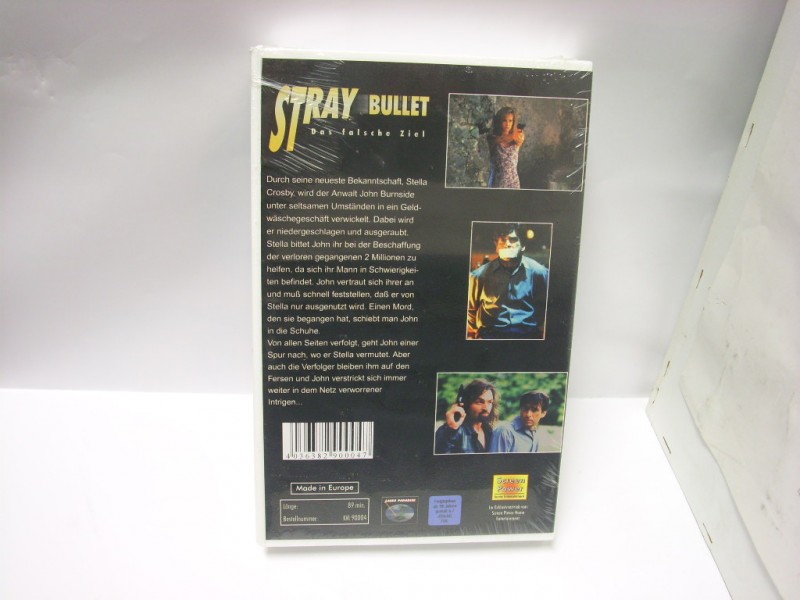 STRAY BULLET
Das falsche Ziel
Durch seine neueste Bekanntschaft, Stella
Crosby, wird der Anwalt John Burnside
unter seltsamen Umständen in ein Geld-
wäschegeschäft verwickelt. Dabei wird
er niedergeschlagen und ausgeraubt.
Stella bittet John ihr bei der Beschaffung
der verloren gegangenen 2 Millionen zu
helfen, da sich ihr Mann in Schwierigkei-
ten befindet. John vertraut sich ihrer an
und muß schnell feststellen, daß er von
Stella nur ausgenutzt wird. Einen Mord,
den sie begangen hat, schiebt man John
in die Schuhe.
Von allen Seiten verfolgt, geht John einer
Spur nach, wo er Stella vermutet. Aber
auch die Verfolger bleiben ihm auf den
Fersen und John verstrickt sich immer
weiter in dem Netz verworrener
Intrigen...
4036382900047
Made in Europe
Länge 89 min.
Bestellnummer:
Screen
Power